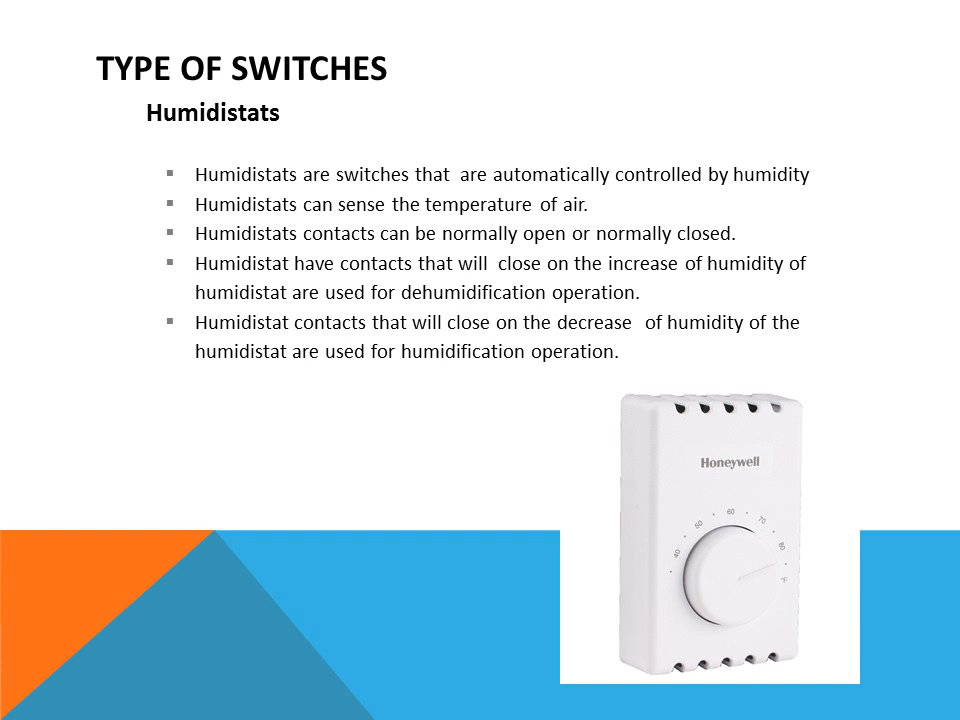 TYPE OF SWITCHES
Humidistats
▪ Humidistats are switches that are automatically controlled by humidity
▪ Humidistats can sense the temperature of air.
▪ Humidistats contacts can be normally open or normally closed.
▪ Humidistat have contacts that will close on the increase of humidity of
humidistat are used for dehumidification operation.
▪ Humidistat contacts that will close on the decrease of humidity of the
humidistat are used for humidification operation.
Honeywell
40 50 60 70 80 °F